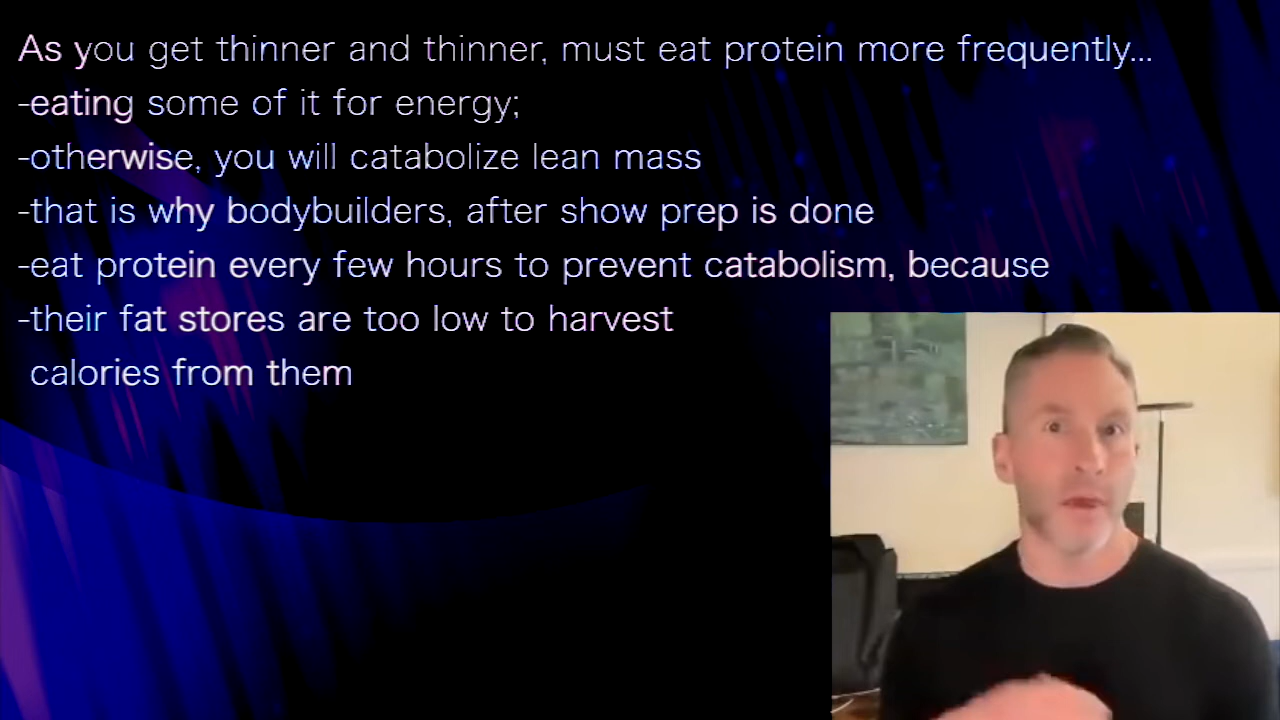 As you get thinner and thinner, must eat protein more frequently...
-eating some of it for energy;
-otherwise, you will catabolize lean mass
-that is why bodybuilders, after show prep is done
-eat protein every few hours to prevent catabolism, because
-their fat stores are too low to harvest
calories from them